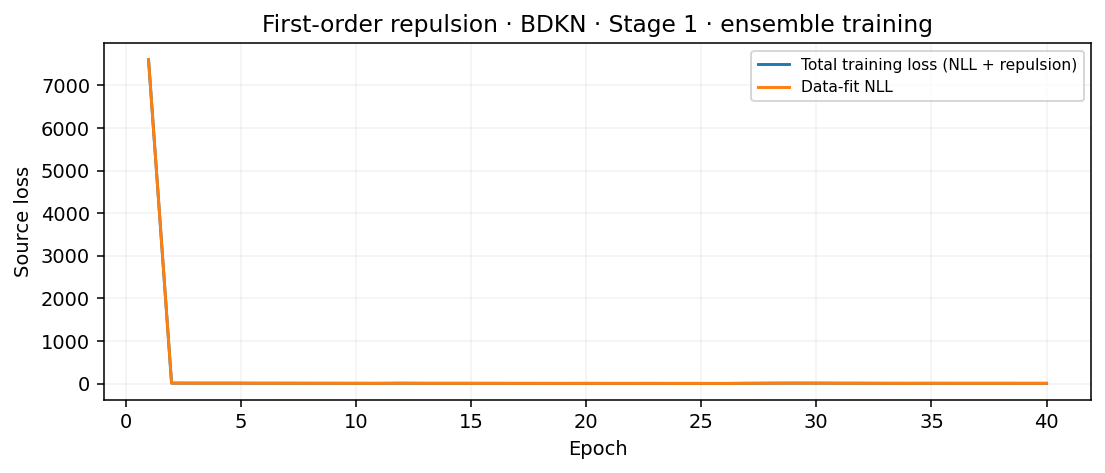 First-order repulsion · BDKN · Stage 1 · ensemble training
Total training loss (NLL + repulsion)
Data-fit NLL
Source loss
7000
6000
5000
4000
3000
2000
1000
0
0 5 10 15 20 25 30 35 40
Epoch